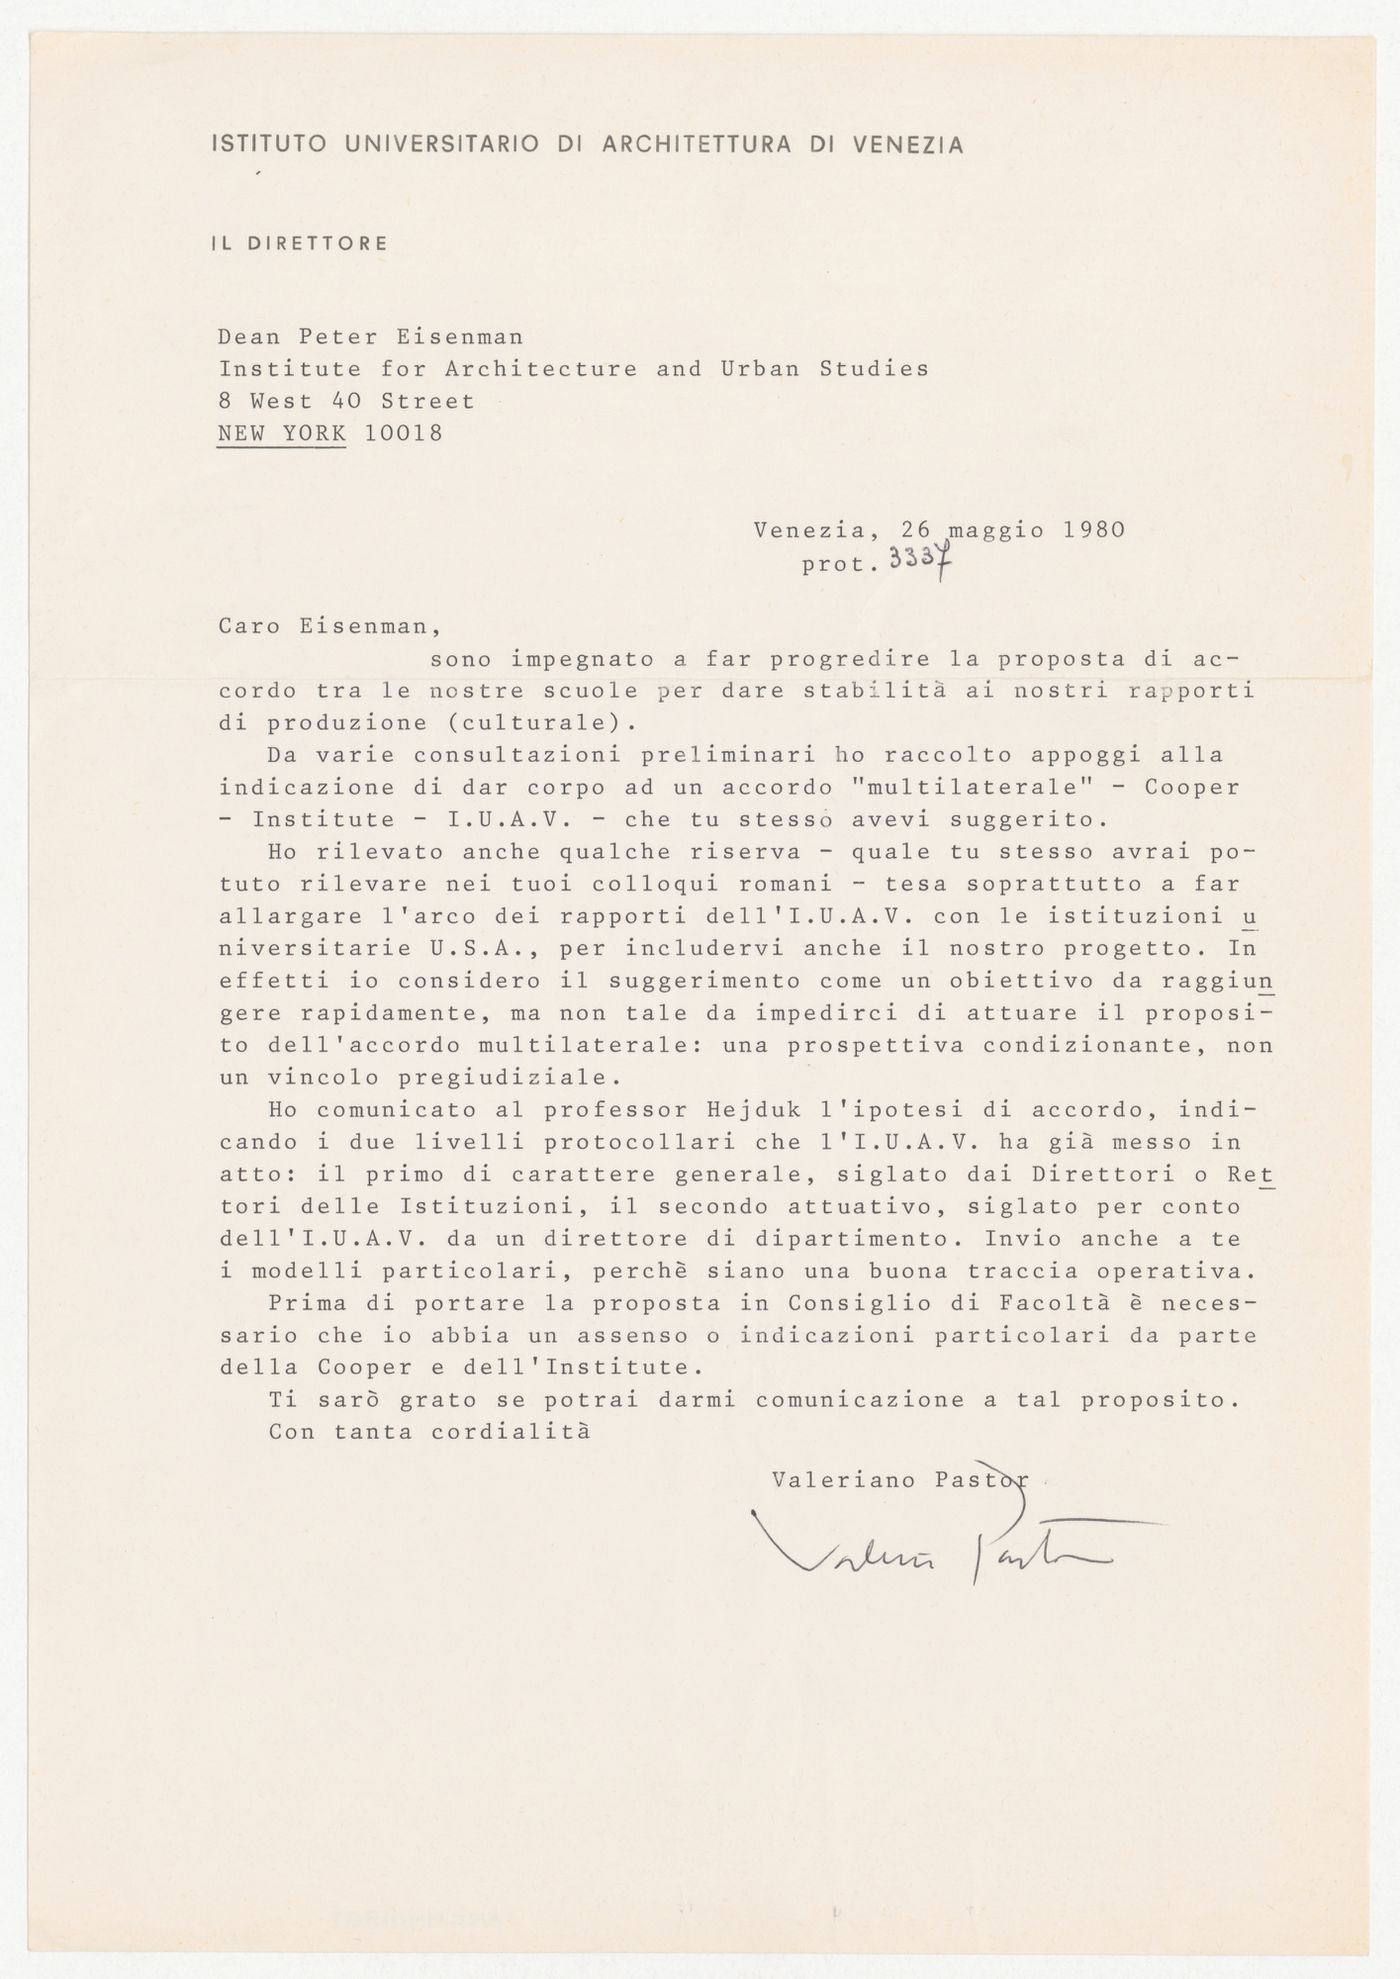 ISTITUTO UNIVERSITARIO DI ARCHITETTURA DI VENEZIA
IL DIRETTORE
Dean Peter Eisenman
Institute for Architecture and Urban Studies
8 West 40 Street
NEW YORK 10018
Venezia, 26 maggio 1980
prot. 3337
Caro Eisenman,
sono impegnato a far progredire la proposta di ac-
cordo tra le nostre scuole per dare stabilità ai nostri rapporti
di produzione (culturale).
Da varie consultazioni preliminari ho raccolto appoggi alla
indicazione di dar corpo ad un accordo "multilaterale" - Cooper
- Institute - I.U.A.V. - che tu stesso avevi suggerito.
Ho rilevato anche qualche riserva - quale tu stesso avrai po-
tuto rilevare nei tuoi colloqui romani - tesa soprattutto a far
allargare l'arco dei rapporti dell'I.U.A.V. con le istituzioni u
niversitarie U.S.A., per includervi anche il nostro progetto. In
effetti io considero il suggerimento come un obiettivo da raggiun
gere rapidamente, ma non tale da impedirci di attuare il proposi-
to dell'accordo multilaterale: una prospettiva condizionante, non
un vincolo pregiudiziale.
Ho comunicato al professor Hejduk l'ipotesi di accordo, indi-
cando i due livelli protocollari che l'I.U.A.V. ha già messo in
atto: il primo di carattere generale, siglato dai Direttori o Ret
tori delle Istituzioni, il secondo attuativo, siglato per conto
dell'I.U.A.V. da un direttore di dipartimento. Invio anche a te
i modelli particolari, perchè siano una buona traccia operativa.
Prima di portare la proposta in Consiglio di Facoltà è neces-
sario che io abbia un assenso o indicazioni particolari da parte
della Cooper e dell'Institute.
Ti sarò grato se potrai darmi comunicazione a tal proposito.
Con tanta cordialità
Valeriano Pastor